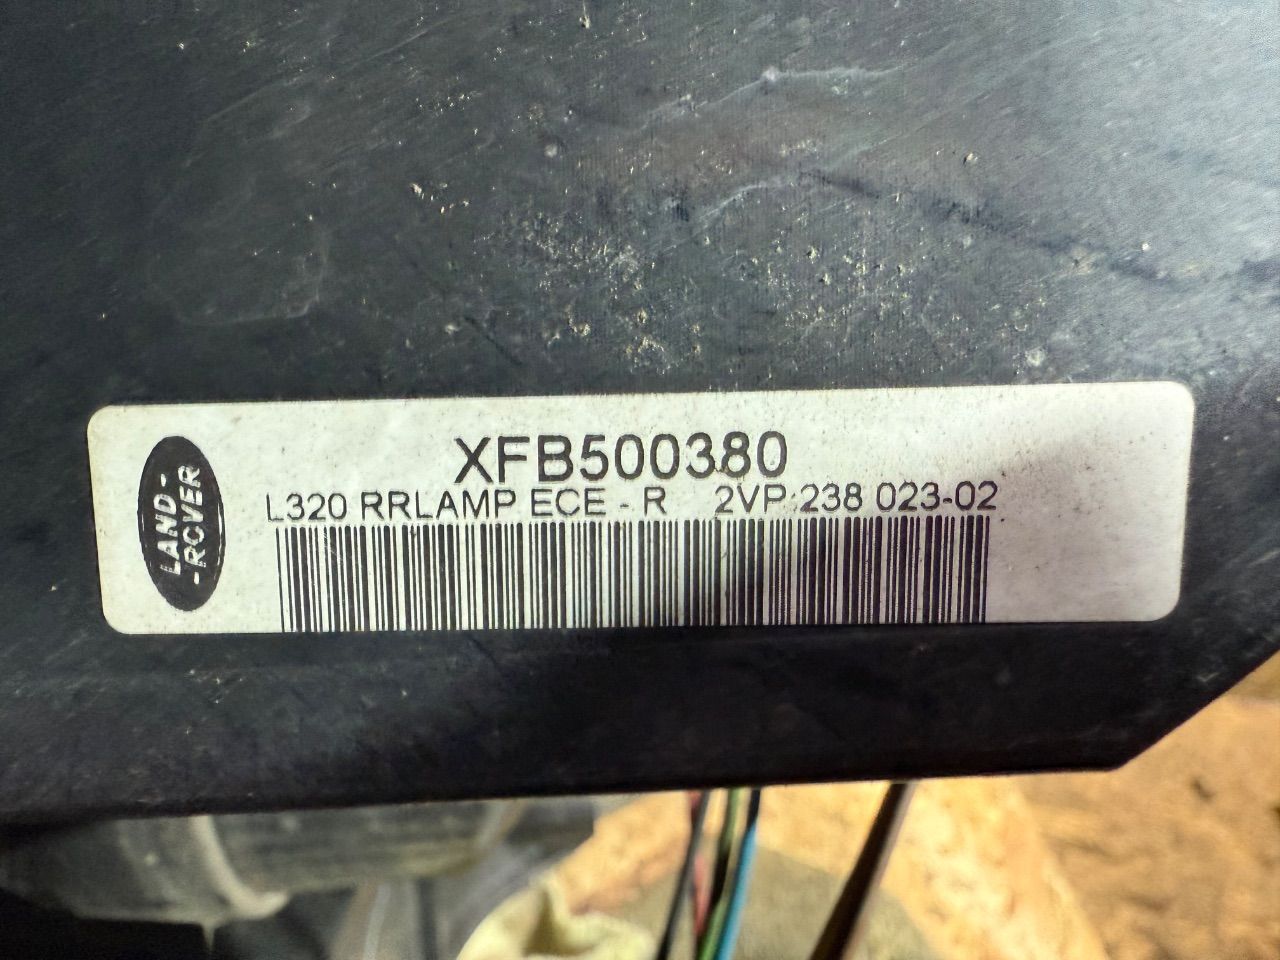 XFB500380
L320 RRLAMP ECE - R 2VP 238 023-02
LAND-
-ROVER